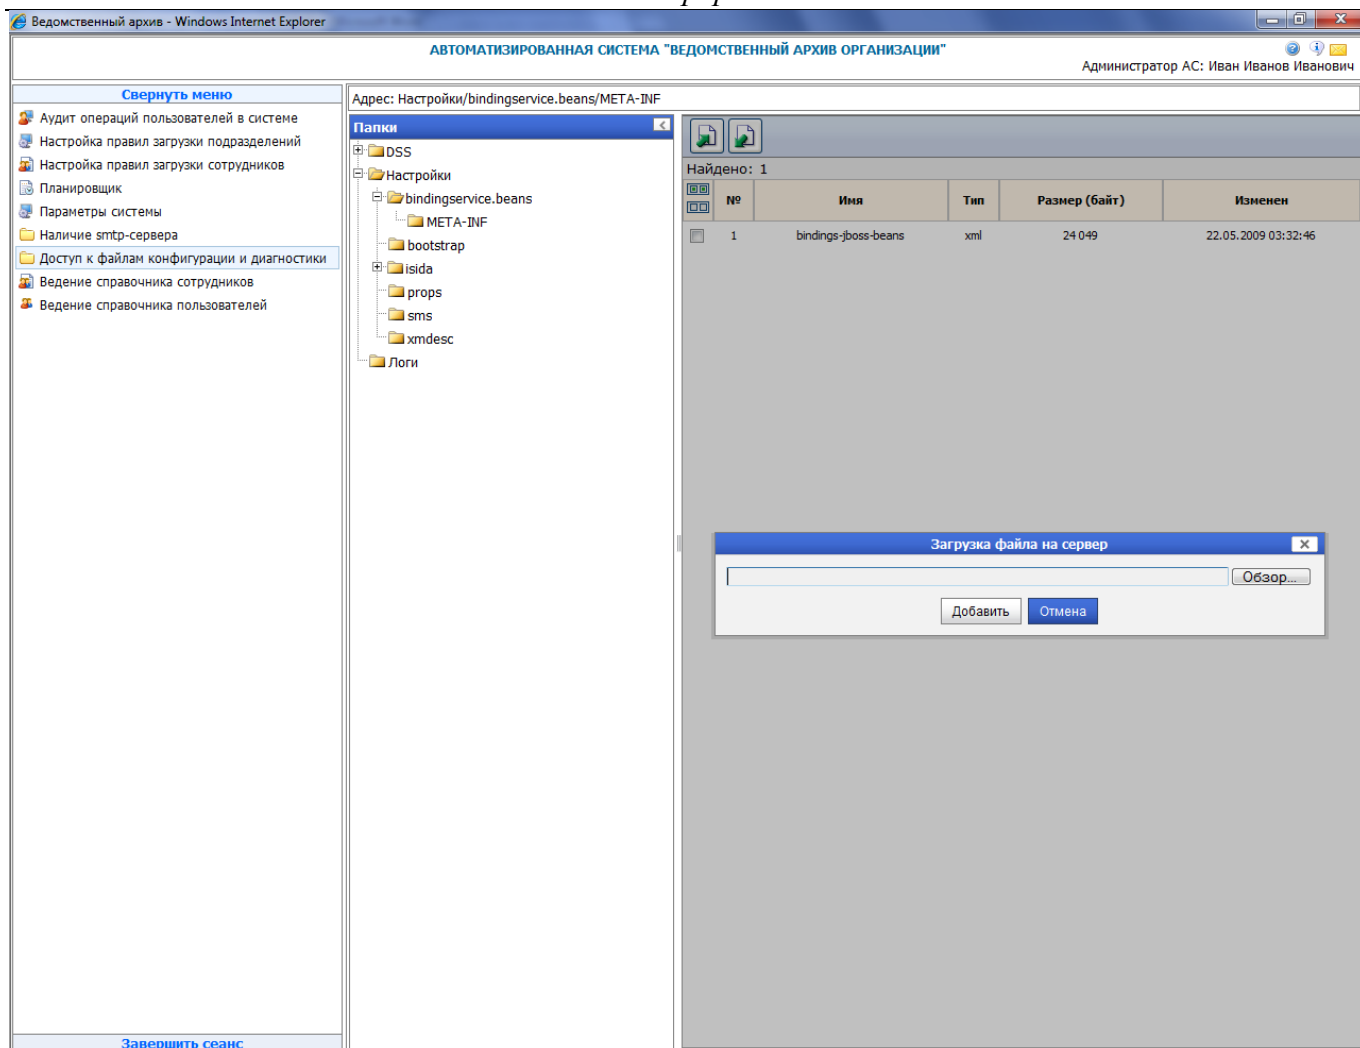 Ведомственный архив - Windows Internet Explorer
АВТОМАТИЗИРОВАННАЯ СИСТЕМА "ВЕДОМСТВЕННЫЙ АРХИВ ОРГАНИЗАЦИИ"
Администратор АС: Иван Иванов Иванович
Свернуть меню
Аудит операций пользователей в системе
Настройка правил загрузки подразделений
Настройка правил загрузки сотрудников
Планировщик
Параметры системы
Наличие smtp-сервера
Доступ к файлам конфигурации и диагностики
Ведение справочника сотрудников
Ведение справочника пользователей
Завершить сеанс
Адрес: Настройки/bindingservice.beans/META-INF
Папки
DSS
Настройки
bindingservice.beans
META-INF
bootstrap
isida
props
sms
xmdesc
Логи
Найдено: 1
№ Имя Тип Размер (байт) Изменен
1 bindings-jboss-beans xml 24 049 22.05.2009 03:32:46
Загрузка файла на сервер
Обзор...
Добавить Отмена